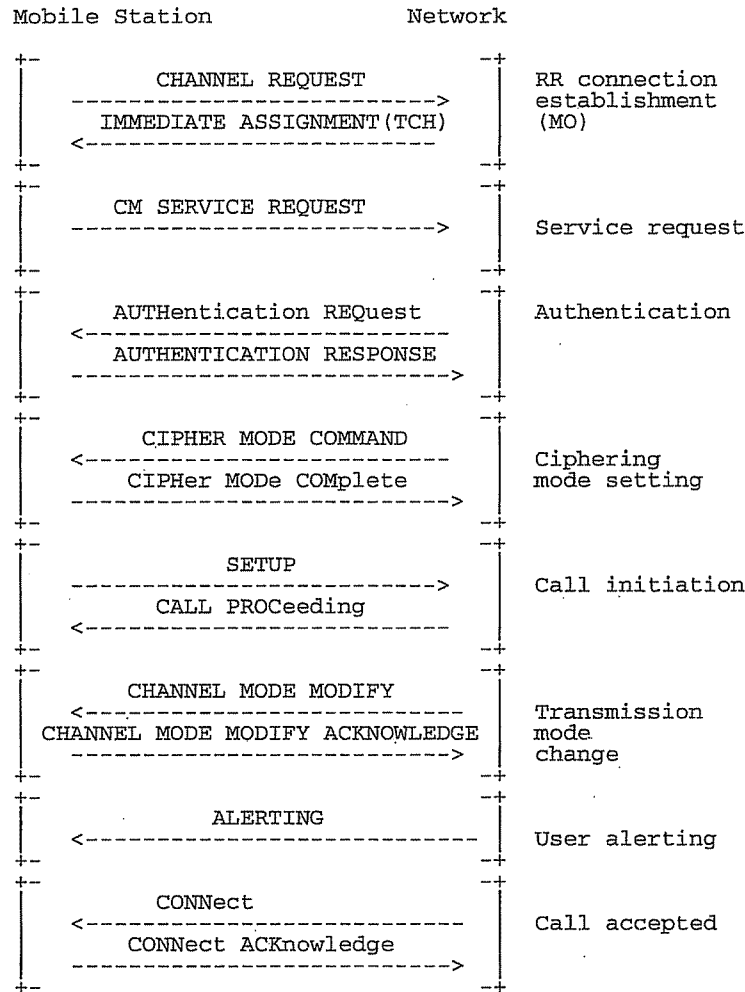 Mobile Station Network
CHANNEL REQUEST RR connection
establishment
IMMEDIATE ASSIGNMENT(TCH) (MO)
CM SERVICE REQUEST
Service request
AUTHentication REQuest Authentication
AUTHENTICATION RESPONSE
CIPHER MODE COMMAND
Ciphering
CIPHer MODe COMplete mode setting
SETUP
Call initiation
CALL PROCeeding
CHANNEL MODE MODIFY
Transmission
CHANNEL MODE MODIFY ACKNOWLEDGE mode
change
ALERTING
User alerting
CONNect
Call accepted
CONNect ACKnowledge